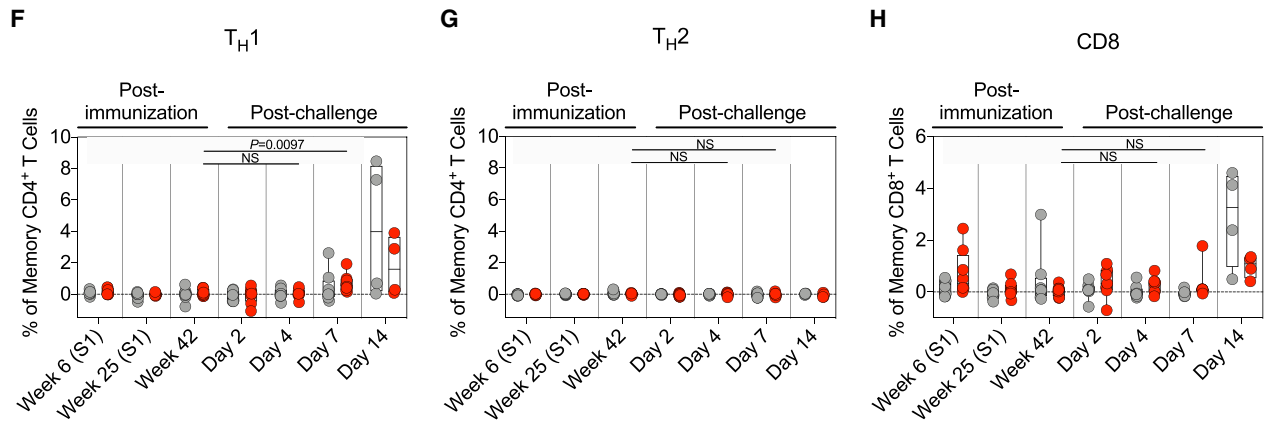 F
T_H1
Post-
immunization
Post-challenge
% of Memory CD4⁺ T Cells
10
8
6
4
2
0
P=0.0097
NS
Week 6 (S1)
Week 25 (S1)
Week 42
Day 2
Day 4
Day 7
Day 14
G
T_H2
Post-
immunization
Post-challenge
% of Memory CD4⁺ T Cells
10
8
6
4
2
0
NS
NS
Week 6 (S1)
Week 25 (S1)
Week 42
Day 2
Day 4
Day 7
Day 14
H
CD8
Post-
immunization
Post-challenge
% of Memory CD8⁺ T Cells
6
4
2
0
NS
NS
Week 6 (S1)
Week 25 (S1)
Week 42
Day 2
Day 4
Day 7
Day 14